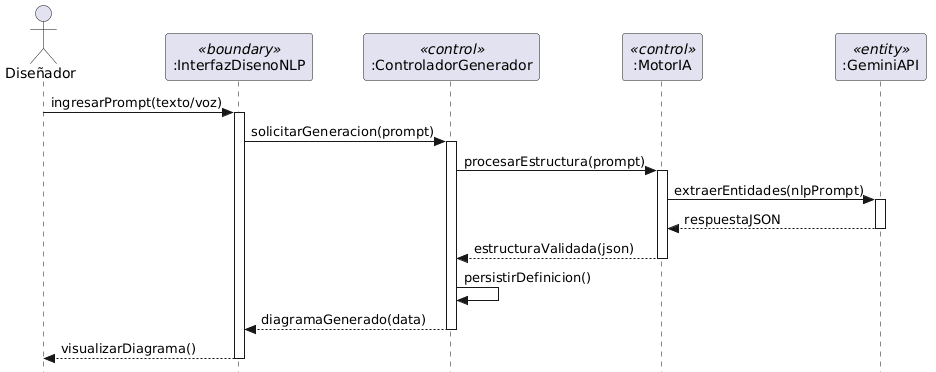 «boundary»
:InterfazDisenoNLP
«control»
:ControladorGenerador
«control»
:MotorIA
«entity»
:GeminiAPI
Diseñador
ingresarPrompt(texto/voz)
solicitarGeneracion(prompt)
procesarEstructura(prompt)
extraerEntidades(nlpPrompt)
respuestaJSON
estructuraValidada(json)
persistirDefinicion()
diagramaGenerado(data)
visualizarDiagrama()